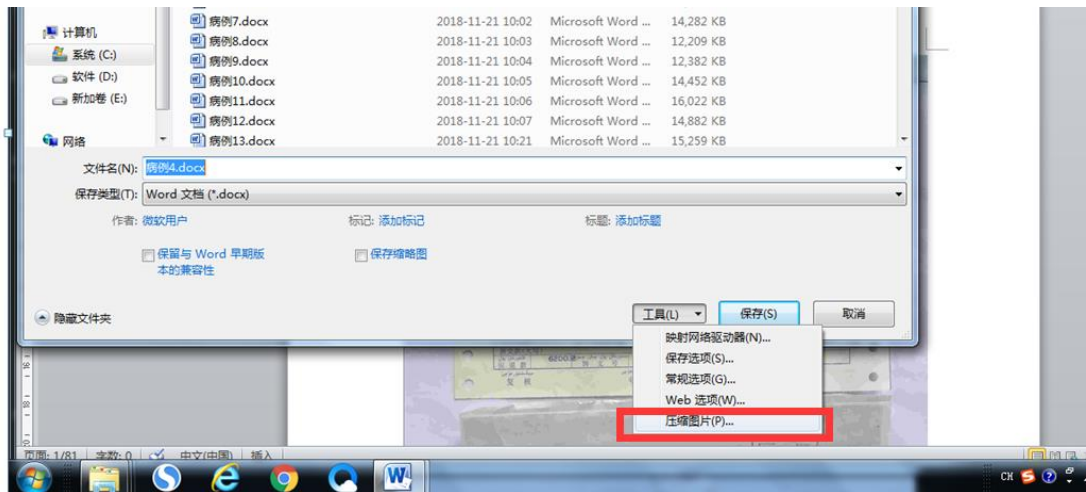 计算机
系统 (C:)
软件 (D:)
新加卷 (E:)
网络
病例7.docx 2018-11-21 10:02 Microsoft Word ... 14,282 KB
病例8.docx 2018-11-21 10:03 Microsoft Word ... 12,209 KB
病例9.docx 2018-11-21 10:04 Microsoft Word ... 12,382 KB
病例10.docx 2018-11-21 10:05 Microsoft Word ... 14,452 KB
病例11.docx 2018-11-21 10:06 Microsoft Word ... 16,022 KB
病例12.docx 2018-11-21 10:07 Microsoft Word ... 14,882 KB
病例13.docx 2018-11-21 10:21 Microsoft Word ... 15,259 KB
文件名(N): 病例4.docx
保存类型(T): Word 文档 (*.docx)
作者: 微软用户 标记: 添加标记 标题: 添加标题
保留与 Word 早期版
本的兼容性
保存缩略图
隐藏文件夹
工具(L) 保存(S) 取消
映射网络驱动器(N)...
保存选项(S)...
常规选项(G)...
Web 选项(W)...
压缩图片(P)...
页面: 1/81 字数: 0 中文(中国) 插入
CH